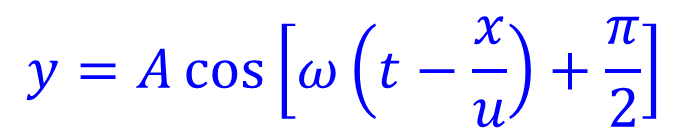 y = A cos [ω (t − x/u) + π/2]